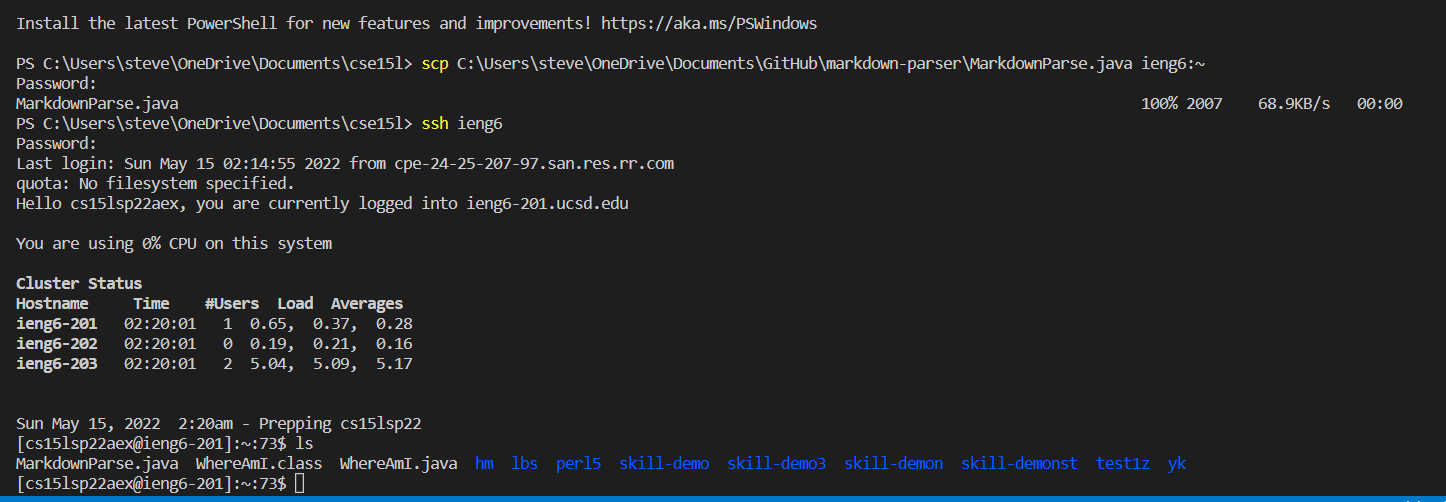 Install the latest PowerShell for new features and improvements! https://aka.ms/PSWindows
PS C:\Users\steve\OneDrive\Documents\cse15l> scp C:\Users\steve\OneDrive\Documents\GitHub\markdown-parser\MarkdownParse.java ieng6:~
Password:
MarkdownParse.java 100% 2007 68.9KB/s 00:00
PS C:\Users\steve\OneDrive\Documents\cse15l> ssh ieng6
Password:
Last login: Sun May 15 02:14:55 2022 from cpe-24-25-207-97.san.res.rr.com
quota: No filesystem specified.
Hello cs15lsp22aex, you are currently logged into ieng6-201.ucsd.edu
You are using 0% CPU on this system
Cluster Status
Hostname Time #Users Load Averages
ieng6-201 02:20:01 1 0.65, 0.37, 0.28
ieng6-202 02:20:01 0 0.19, 0.21, 0.16
ieng6-203 02:20:01 2 5.04, 5.09, 5.17
Sun May 15, 2022 2:20am - Prepping cs15lsp22
[cs15lsp22aex@ieng6-201]:~:73$ ls
MarkdownParse.java WhereAmI.class WhereAmI.java hm lbs perl5 skill-demo skill-demo3 skill-demon skill-demonst test1z yk
[cs15lsp22aex@ieng6-201]:~:73$